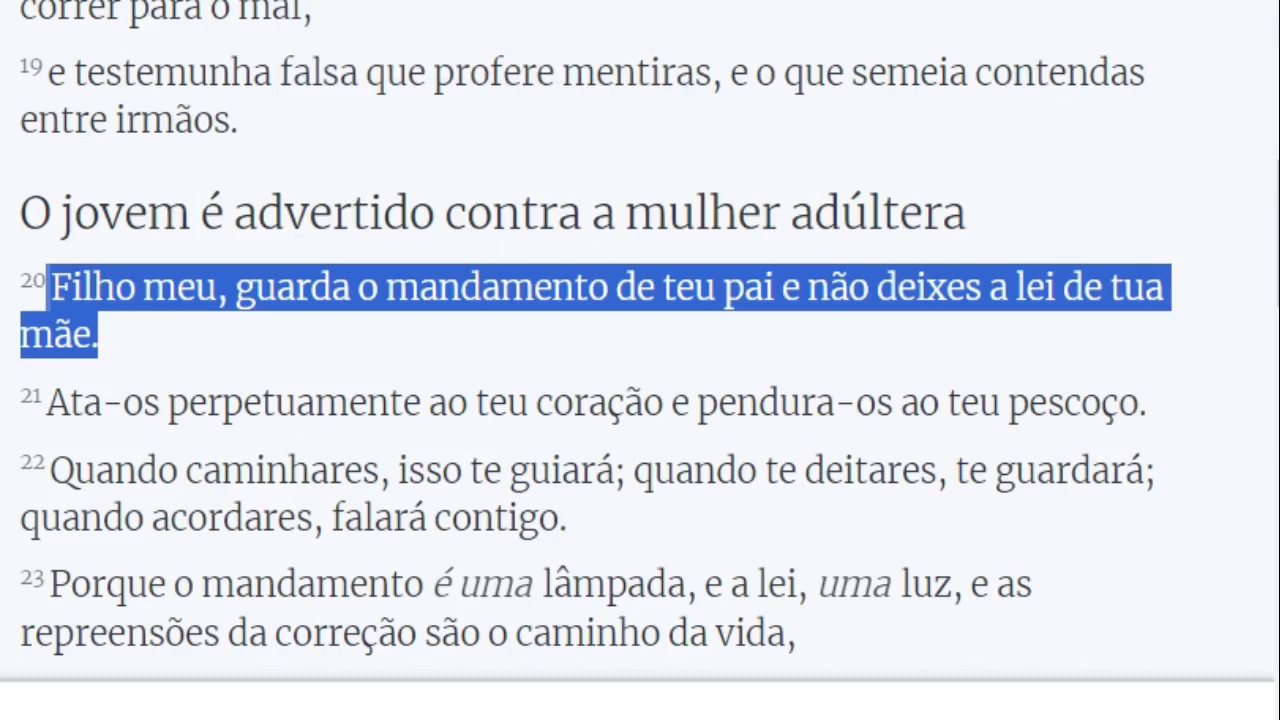 correr para o mal,
19 e testemunha falsa que profere mentiras, e o que semeia contendas
entre irmãos.
O jovem é advertido contra a mulher adúltera
20 Filho meu, guarda o mandamento de teu pai e não deixes a lei de tua
mãe.
21 Ata-os perpetuamente ao teu coração e pendura-os ao teu pescoço.
22 Quando caminhares, isso te guiará; quando te deitares, te guardará;
quando acordares, falará contigo.
23 Porque o mandamento é uma lâmpada, e a lei, uma luz, e as
repreensões da correção são o caminho da vida,